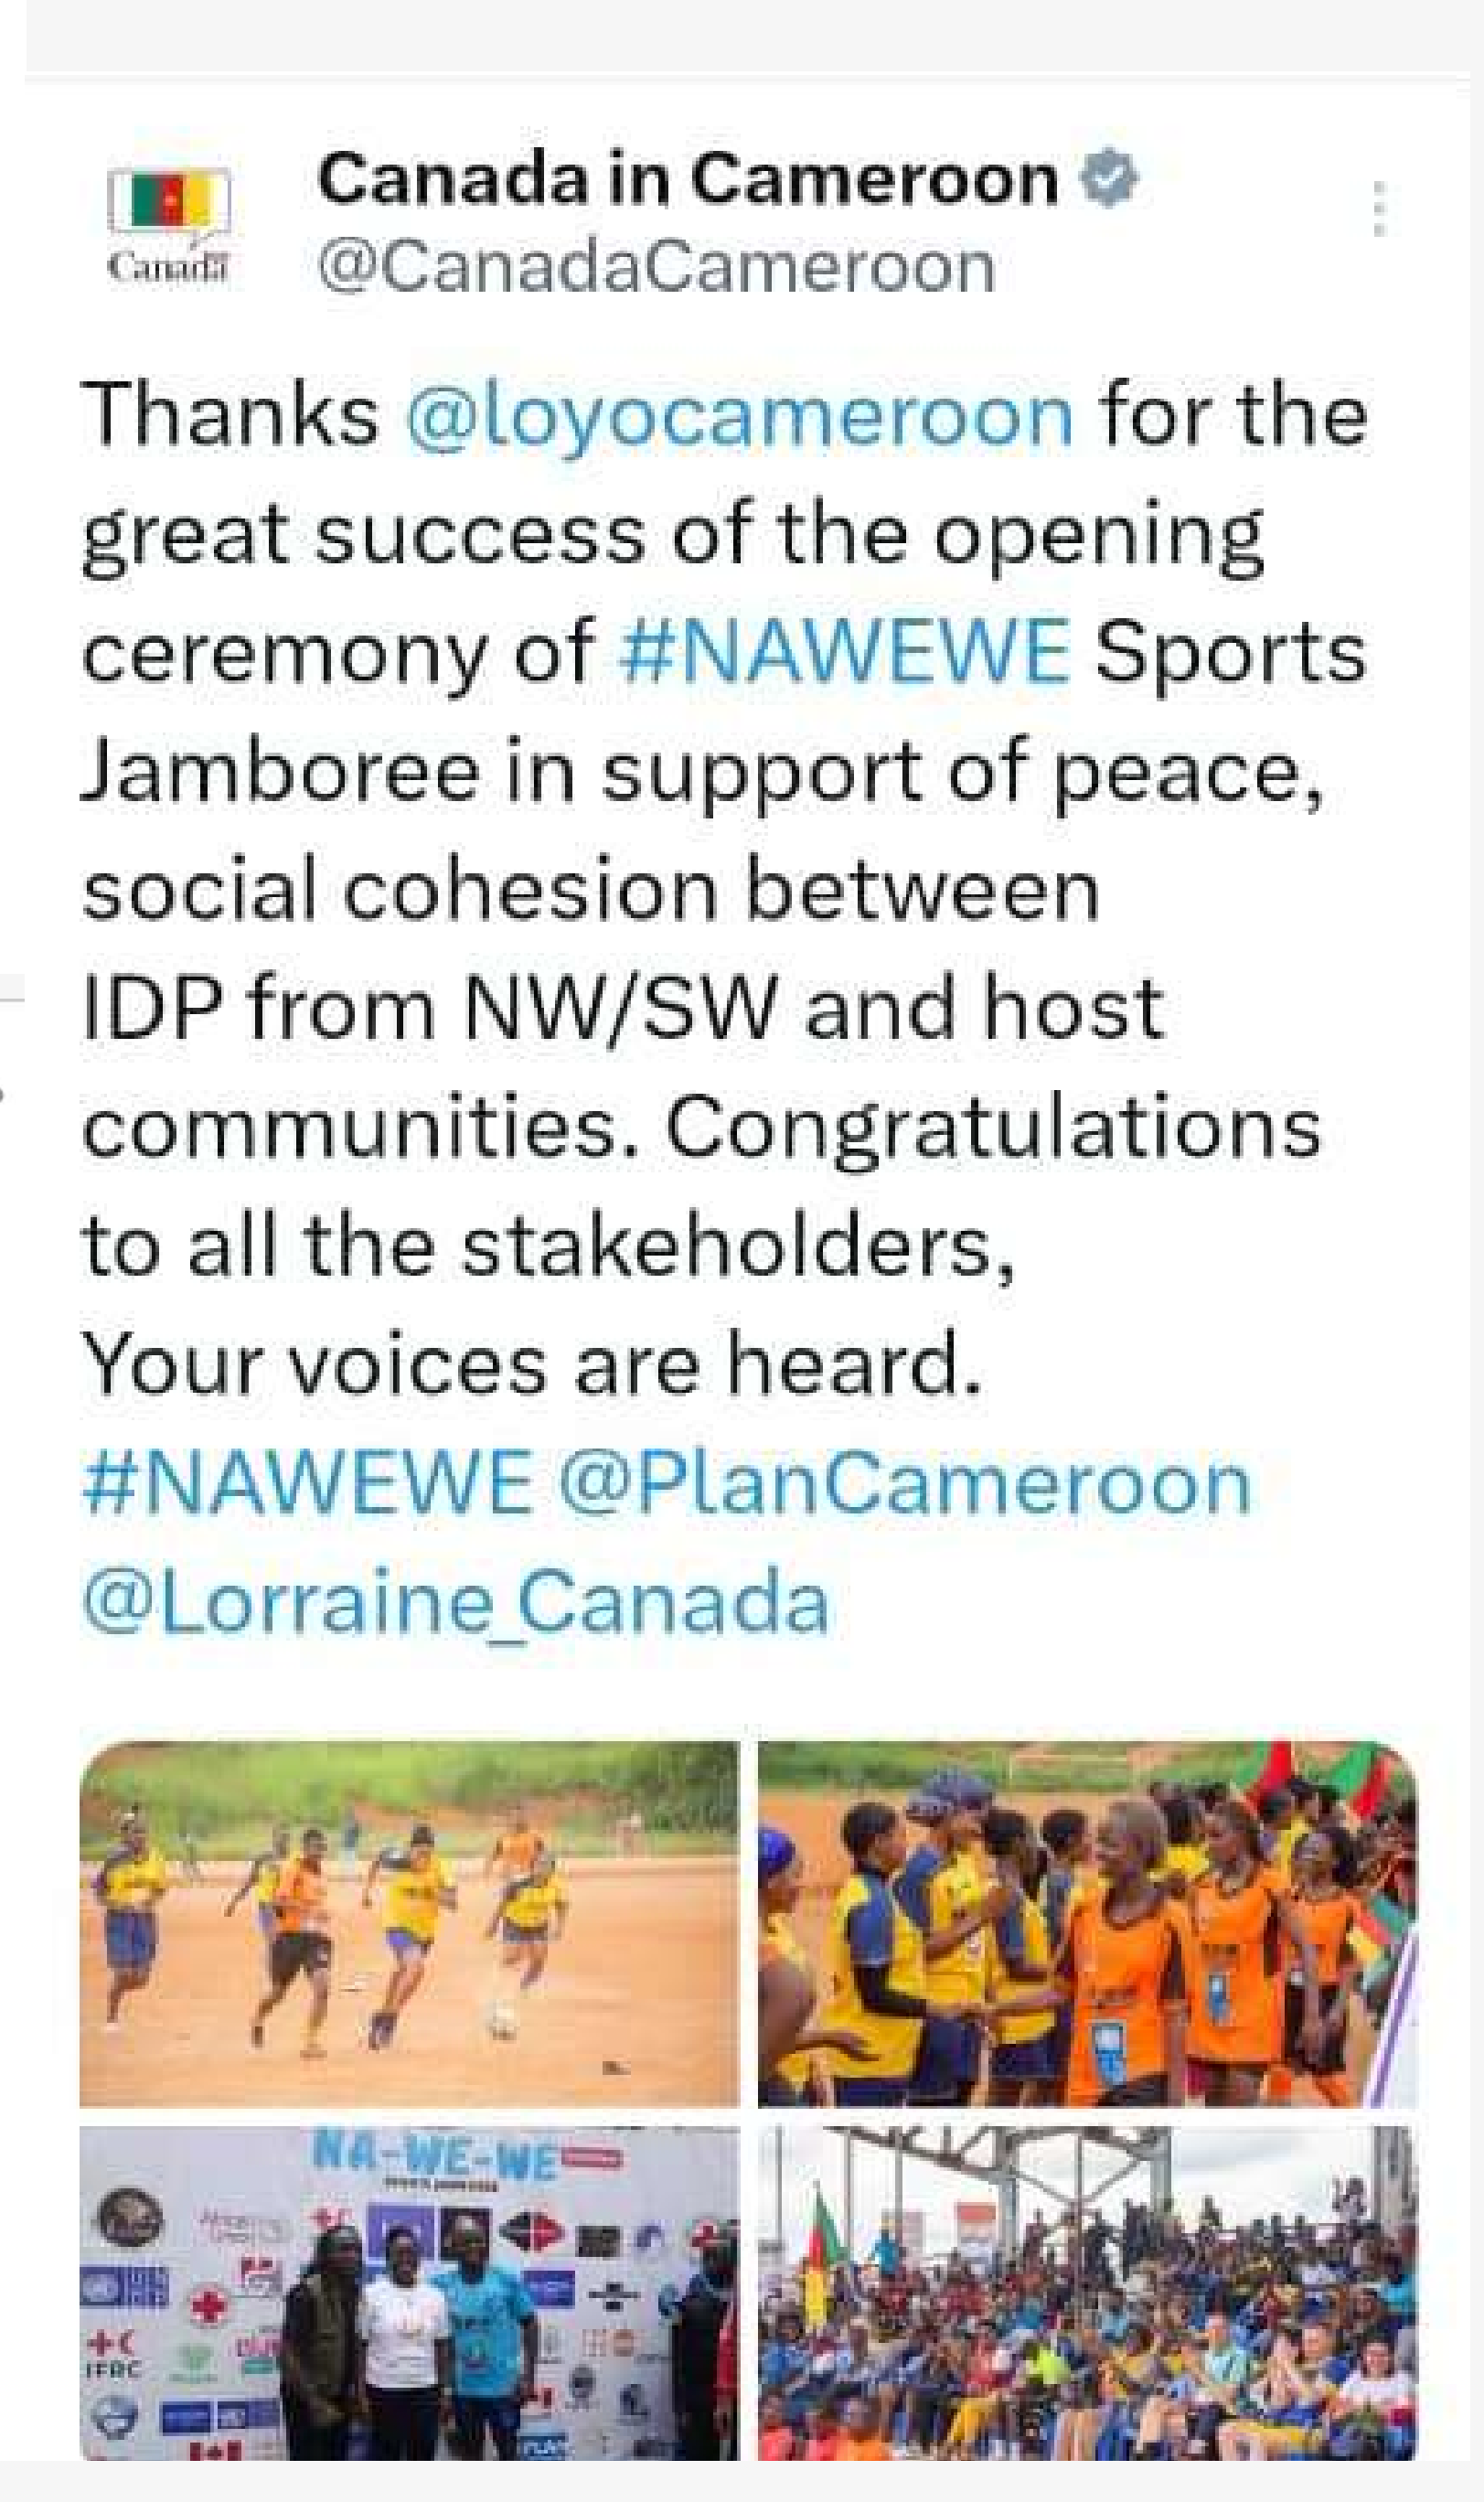 Canada
Canada in Cameroon
@CanadaCameroon
Thanks @loyocameroon for the
great success of the opening
ceremony of #NAWEWE Sports
Jamboree in support of peace,
social cohesion between
IDP from NW/SW and host
communities. Congratulations
to all the stakeholders,
Your voices are heard.
#NAWEWE @PlanCameroon
@Lorraine_Canada
NA-WE-WE
IFRC